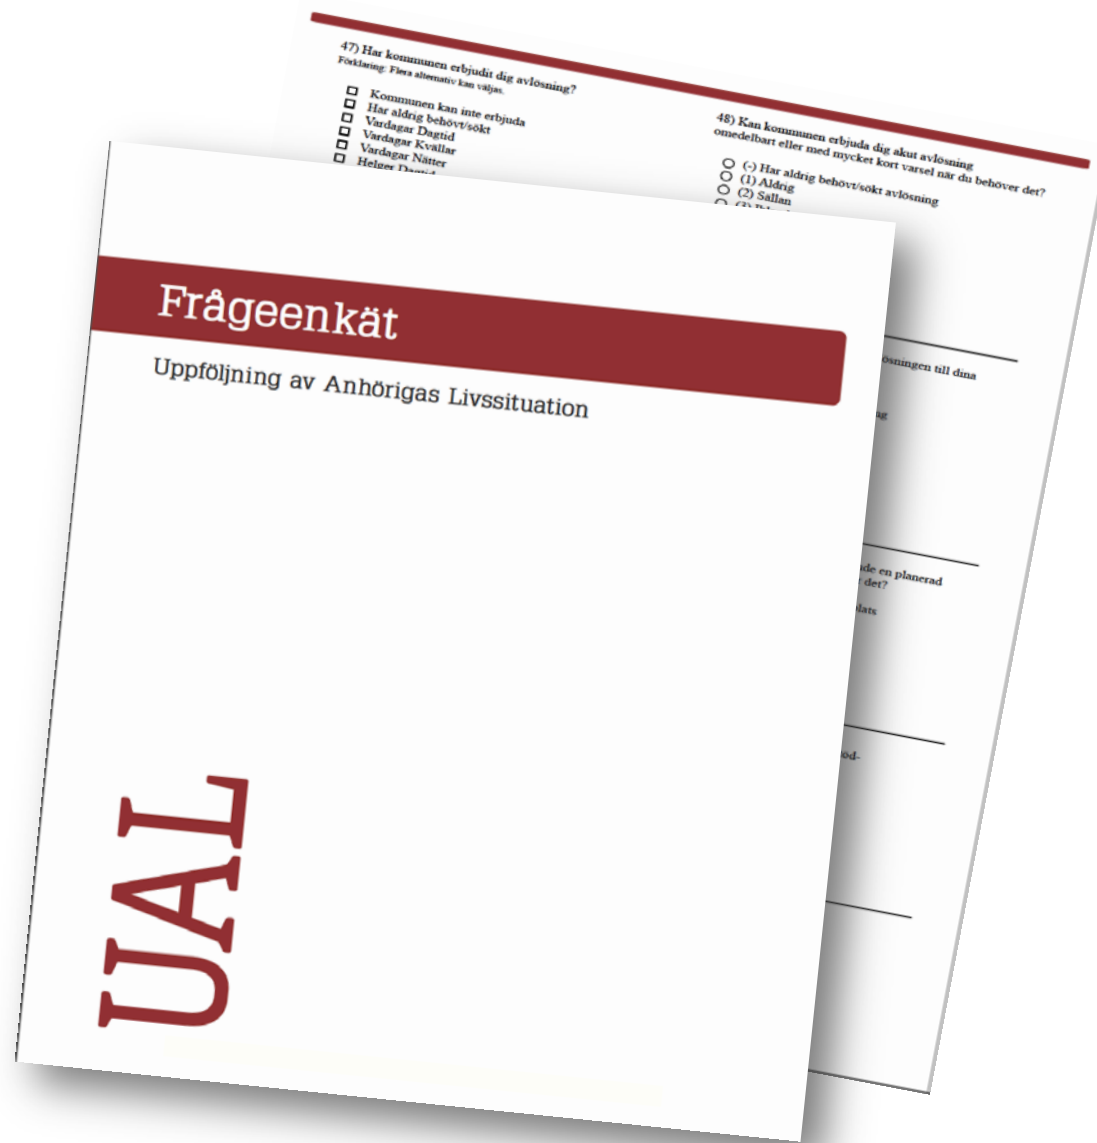 47) Har kommunen erbjudit dig avlösning?
Förklaring: Flera alternativ kan väljas.
Kommunen kan inte erbjuda
Har aldrig behövt/sökt
Vardagar Dagtid
Vardagar Kvällar
Vardagar Nätter
Helger Dagtid
48) Kan kommunen erbjuda dig akut avlösning
omedelbart eller med mycket kort varsel när du behöver det?
(-) Har aldrig behövt/sökt avlösning
(1) Aldrig
(2) Sällan
till dina
en planerad
det?
Frågeenkät
Uppföljning av Anhörigas Livssituation
UAL